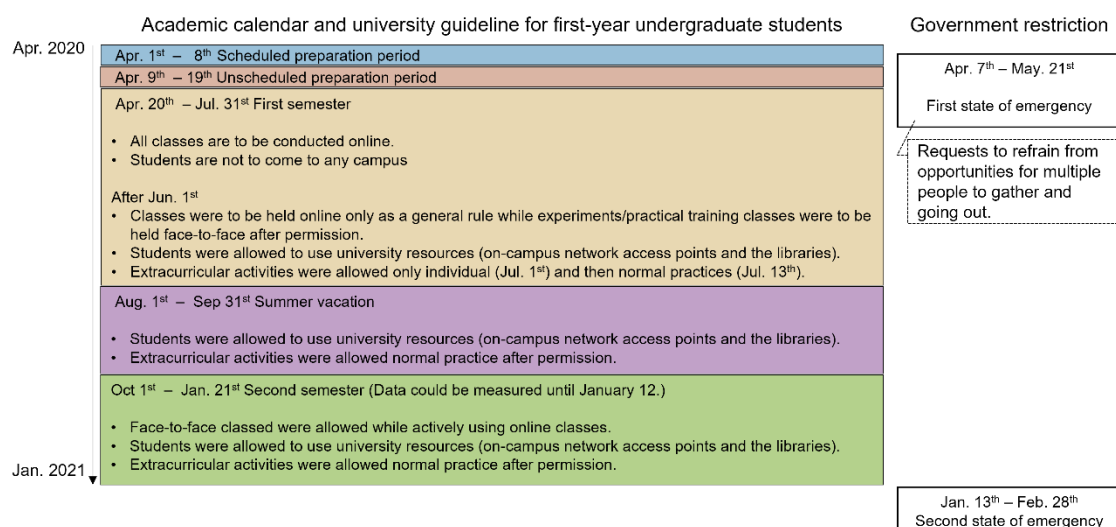 Academic calendar and university guideline for first-year undergraduate students
Government restriction
Apr. 2020
Apr. 1st – 8th Scheduled preparation period
Apr. 9th – 19th Unscheduled preparation period
Apr. 20th – Jul. 31st First semester
• All classes are to be conducted online.
• Students are not to come to any campus
After Jun. 1st
• Classes were to be held online only as a general rule while experiments/practical training classes were to be
held face-to-face after permission.
• Students were allowed to use university resources (on-campus network access points and the libraries).
• Extracurricular activities were allowed only individual (Jul. 1st) and then normal practices (Jul. 13th).
Aug. 1st – Sep 31st Summer vacation
• Students were allowed to use university resources (on-campus network access points and the libraries).
• Extracurricular activities were allowed normal practice after permission.
Oct 1st – Jan. 21st Second semester (Data could be measured until January 12.)
• Face-to-face classed were allowed while actively using online classes.
• Students were allowed to use university resources (on-campus network access points and the libraries).
• Extracurricular activities were allowed normal practice after permission.
Jan. 2021
Apr. 7th – May. 21st
First state of emergency
Requests to refrain from
opportunities for multiple
people to gather and
going out.
Jan. 13th – Feb. 28th
Second state of emergency